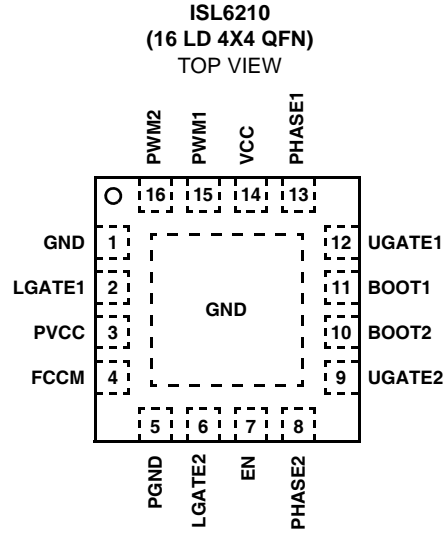 ISL6210
(16 LD 4X4 QFN)
TOP VIEW
PWM2
PWM1
VCC
PHASE1
16 15 14 13
GND 1 12 UGATE1
LGATE1 2 11 BOOT1
GND
PVCC 3 10 BOOT2
FCCM 4 9 UGATE2
5 6 7 8
PGND
LGATE2
EN
PHASE2